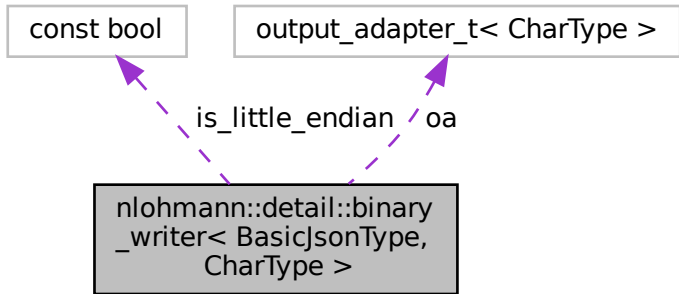 const bool
output_adapter_t< CharType >
is_little_endian
oa
nlohmann::detail::binary
_writer< BasicJsonType,
CharType >